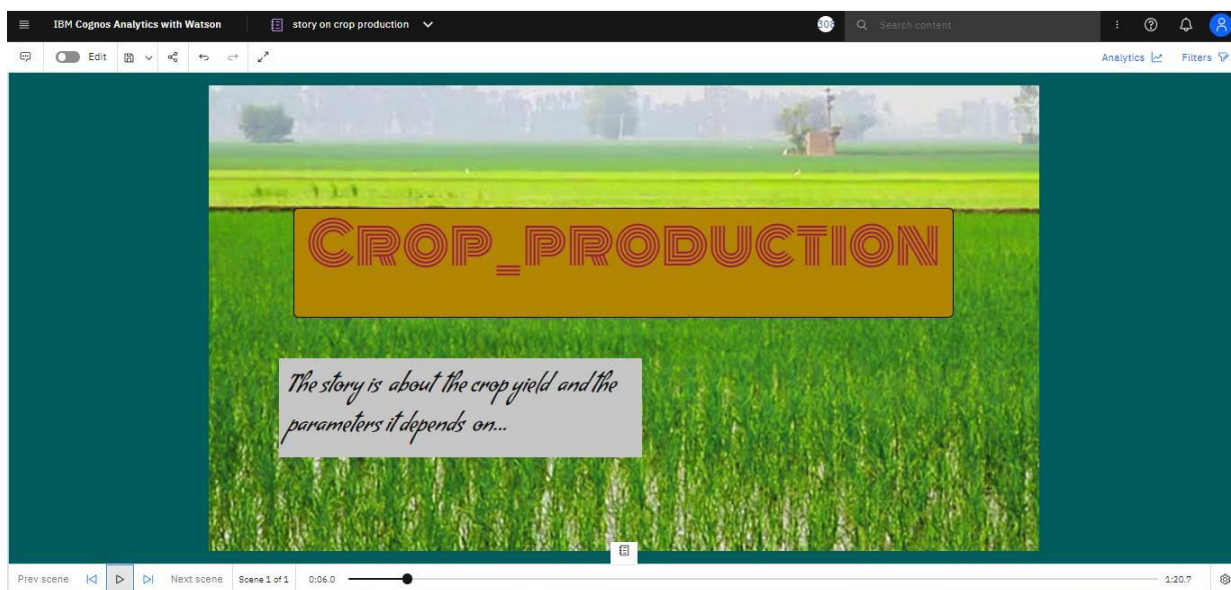 IBM Cognos Analytics with Watson
story on crop production
Search content
Edit
Analytics
Filters
Crop_production
The story is about the crop yield and the
parameters it depends on...
Prev scene
Next scene
Scene 1 of 1
0:06.0
1:20.7